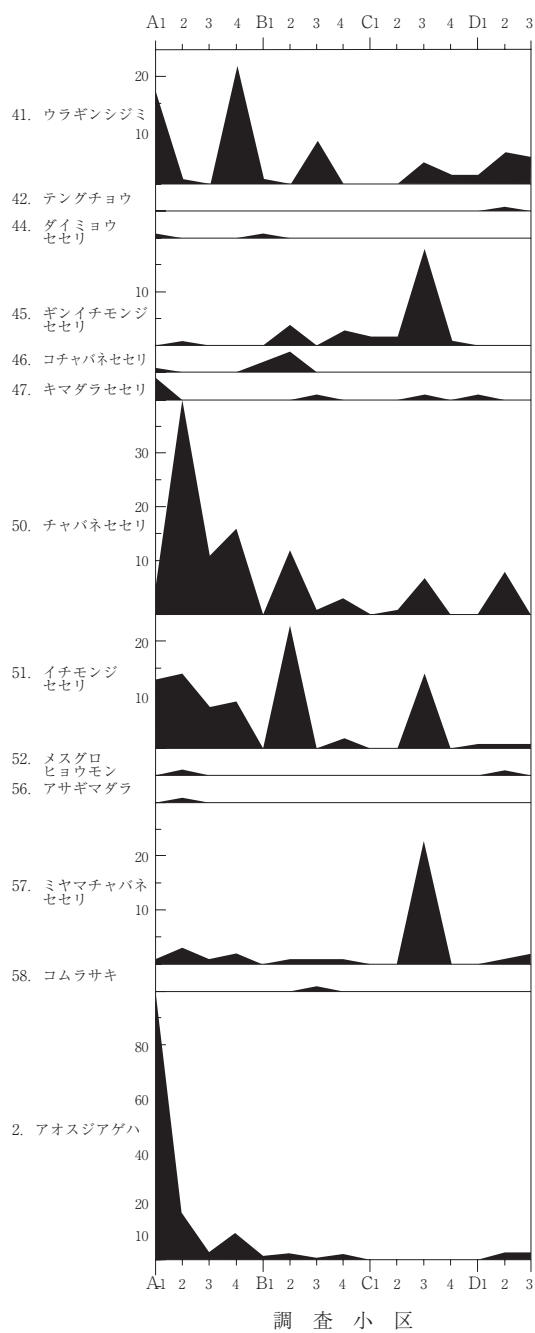 A1 2 3 4 B1 2 3 4 C1 2 3 4 D1 2 3
20
41. ウラギンシジミ
10
42. テングチョウ
44. ダイミョウ
セセリ
10
45. ギンイチモンジ
セセリ
46. コチャバネセセリ
47. キマダラセセリ
30
20
50. チャバネセセリ
10
20
51. イチモンジ
セセリ
10
52. メスグロ
ヒョウモン
56. アサギマダラ
20
57. ミヤマチャバネ
セセリ
10
58. コムラサキ
80
60
2. アオスジアゲハ
40
20
10
A1 2 3 4 B1 2 3 4 C1 2 3 4 D1 2 3
調 査 小 区